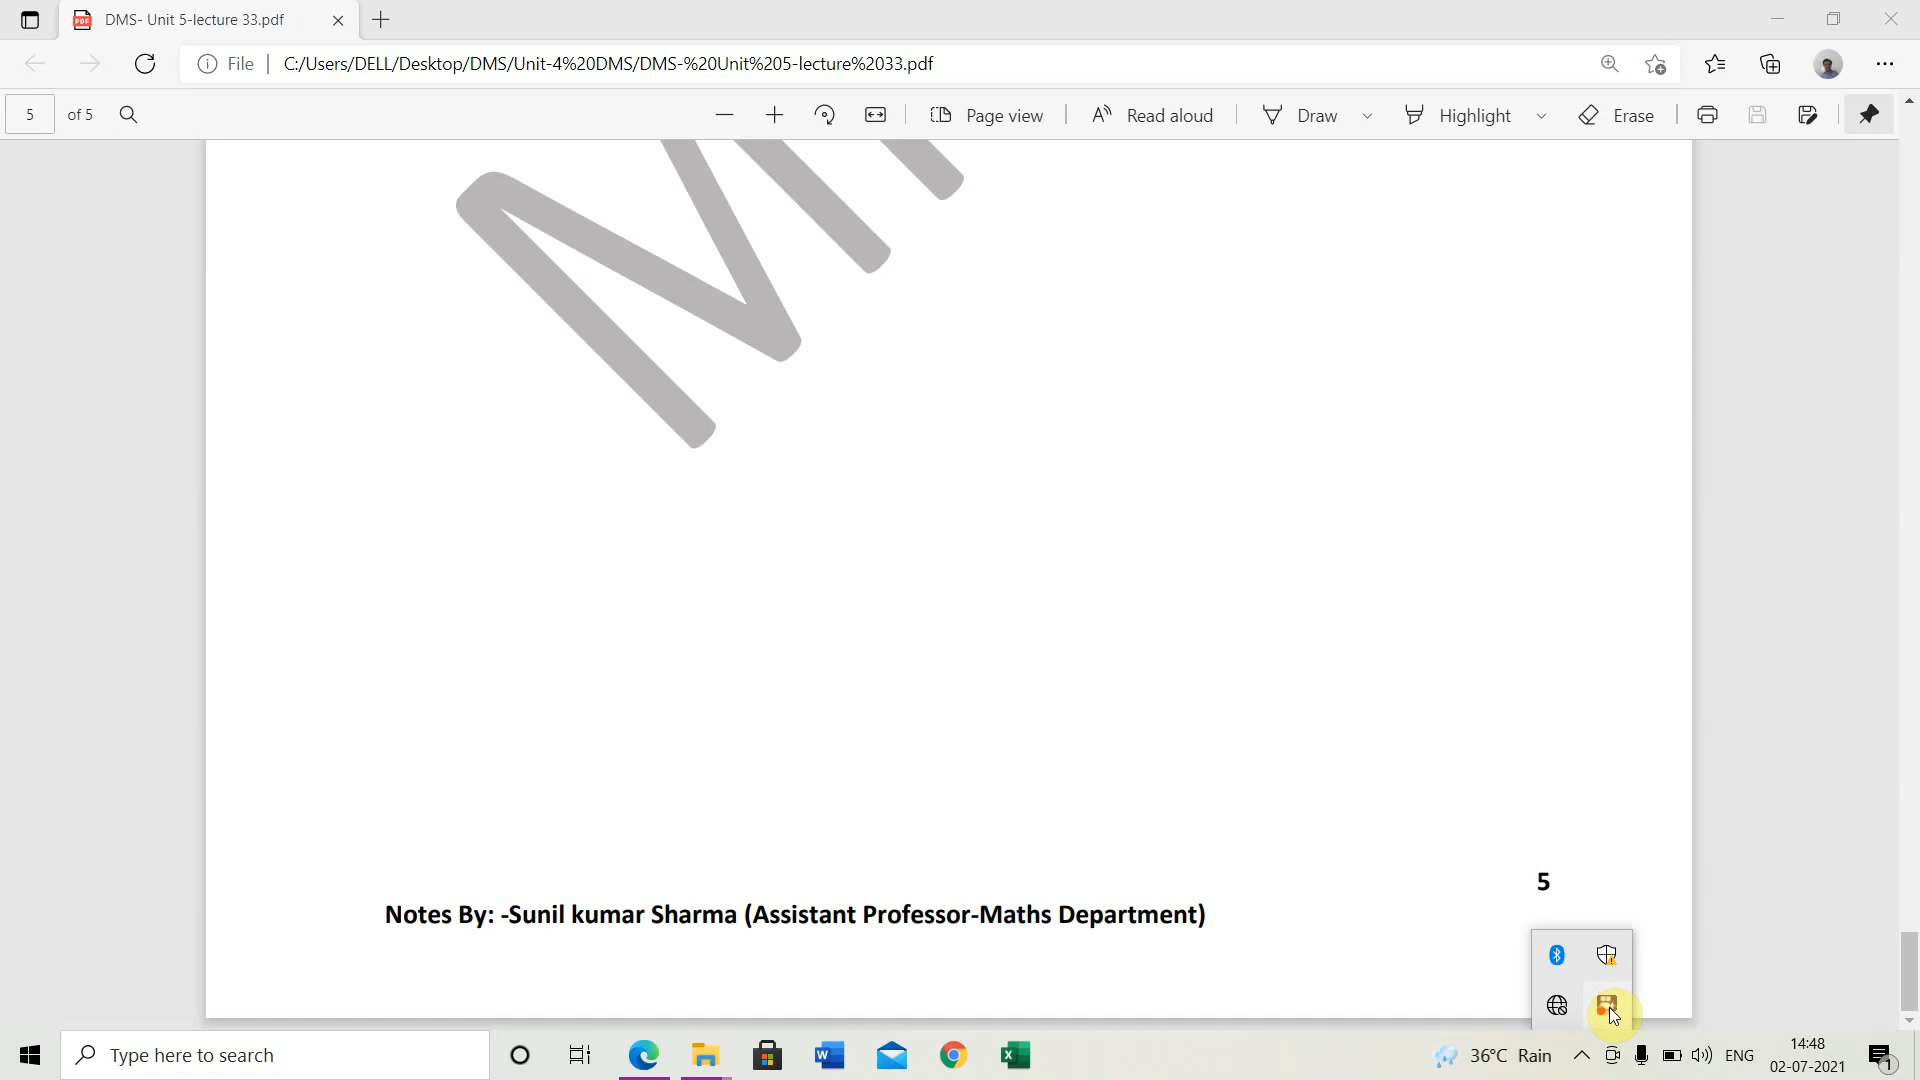 DMS- Unit 5-lecture 33.pdf
File
C:/Users/DELL/Desktop/DMS/Unit-4%20DMS/DMS-%20Unit%205-lecture%2033.pdf
5 of 5
Page view
Read aloud
Draw
Highlight
Erase
5
Notes By: -Sunil kumar Sharma (Assistant Professor-Maths Department)
Type here to search
36°C Rain
ENG
14:48
02-07-2021
1